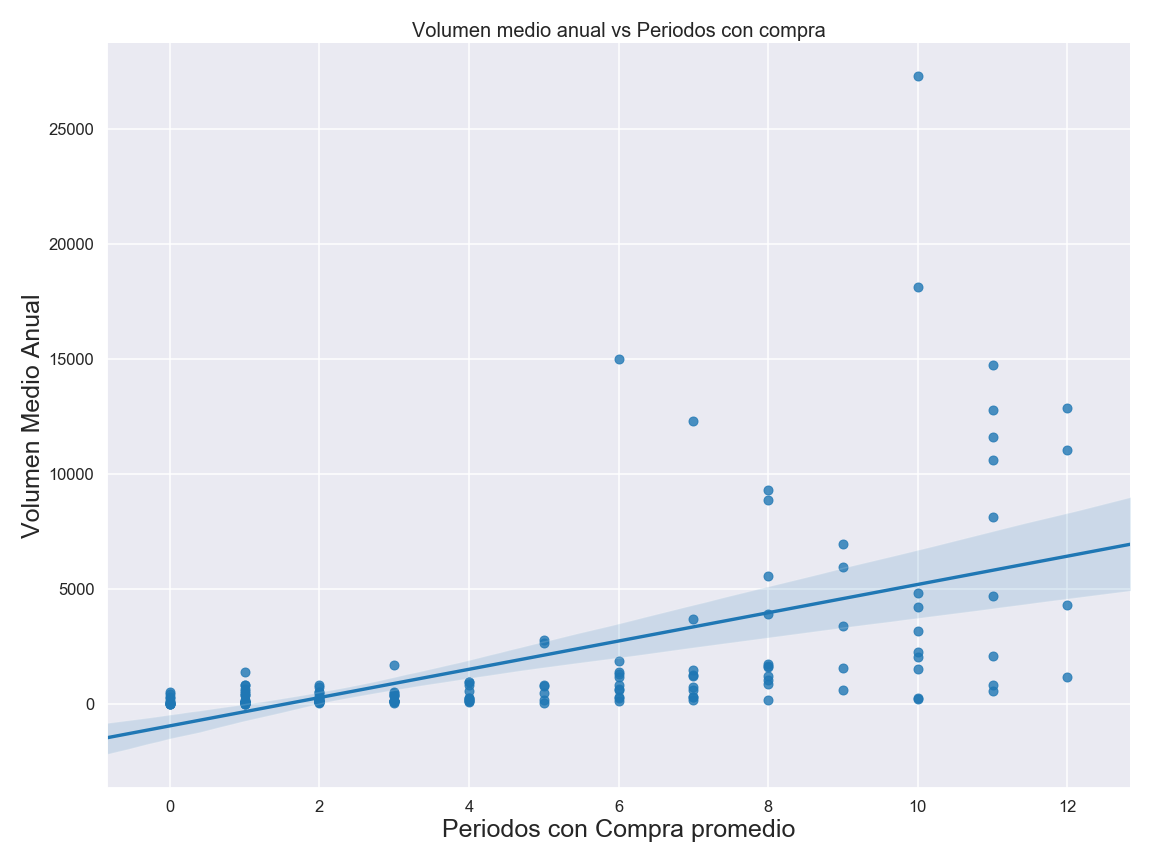 Volumen medio anual vs Periodos con compra
25000
20000
15000
10000
5000
0
Volumen Medio Anual
0 2 4 6 8 10 12
Periodos con Compra promedio